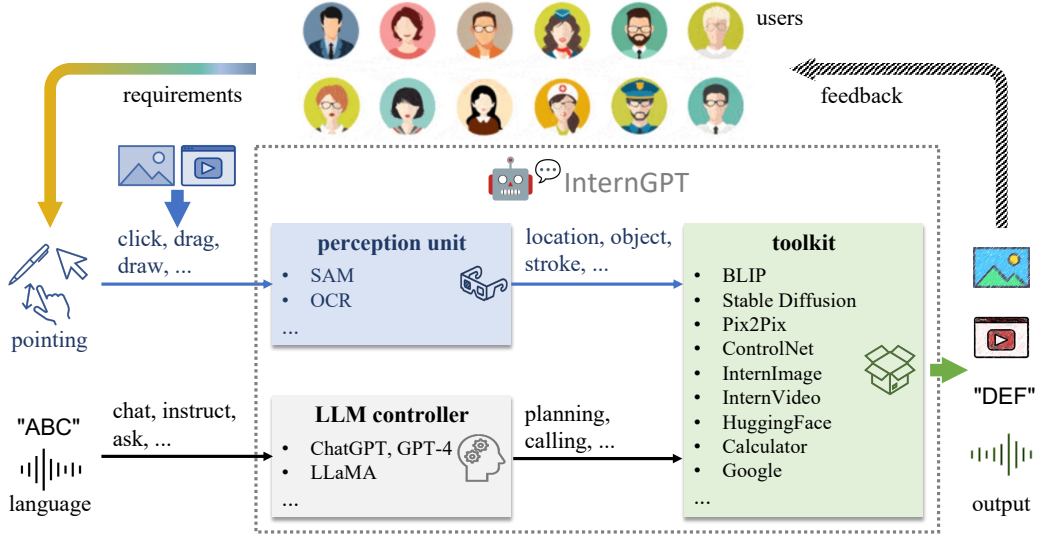 users
requirements
feedback
InternGPT
click, drag,
draw, ...
pointing
perception unit
• SAM
• OCR
...
location, object,
stroke, ...
toolkit
• BLIP
• Stable Diffusion
• Pix2Pix
• ControlNet
• InternImage
• InternVideo
• HuggingFace
• Calculator
• Google
...
"ABC"
language
chat, instruct,
ask, ...
LLM controller
• ChatGPT, GPT-4
• LLaMA
...
planning,
calling, ...
"DEF"
output